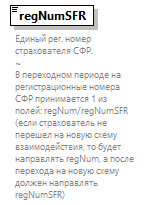 regNumSFR
Единый рег. номер
страхователя СФР.
~
В переходном периоде на
регистрационные номера
СФР принимается 1 из
полей: regNum/regNumSFR
(если страхователь не
перешел на новую схему
взаимодействия, то будет
направлять regNum, а после
перехода на новую схему
должен направлять
regNumSFR)